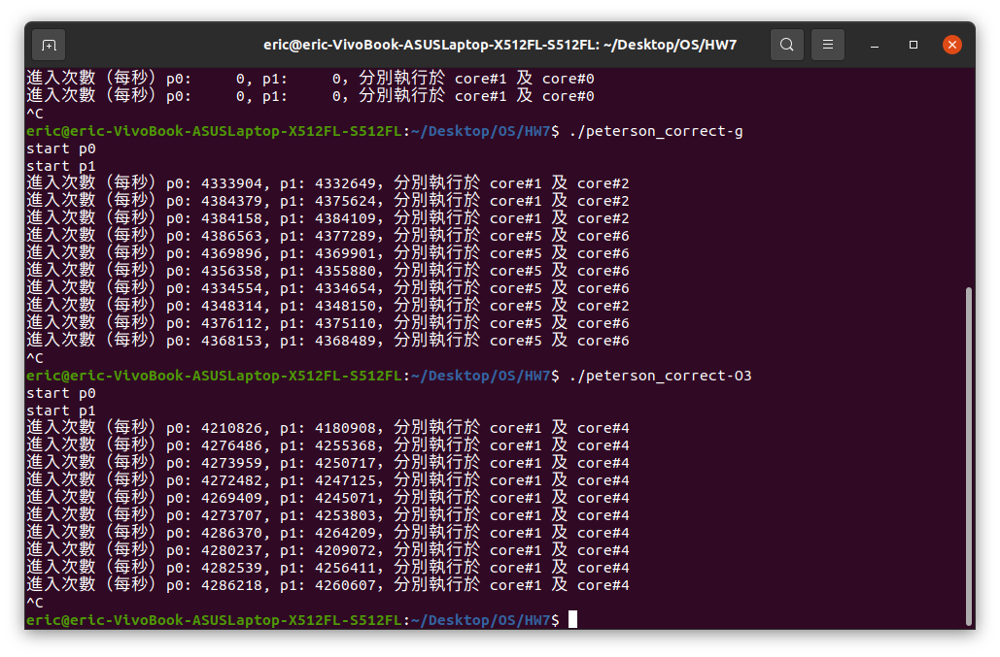 eric@eric-VivoBook-ASUSLaptop-X512FL-S512FL: ~/Desktop/OS/HW7
進入次數（每秒）p0:     0, p1:     0, 分別執行於 core#1 及 core#0
進入次數（每秒）p0:     0, p1:     0, 分別執行於 core#1 及 core#0
^C
eric@eric-VivoBook-ASUSLaptop-X512FL-S512FL:~/Desktop/OS/HW7$ ./peterson_correct-g
start p0
start p1
進入次數（每秒）p0: 4333904, p1: 4332649, 分別執行於 core#1 及 core#2
進入次數（每秒）p0: 4384379, p1: 4375624, 分別執行於 core#1 及 core#2
進入次數（每秒）p0: 4384158, p1: 4384109, 分別執行於 core#1 及 core#2
進入次數（每秒）p0: 4386563, p1: 4377289, 分別執行於 core#5 及 core#6
進入次數（每秒）p0: 4369896, p1: 4369901, 分別執行於 core#5 及 core#6
進入次數（每秒）p0: 4356358, p1: 4355880, 分別執行於 core#5 及 core#6
進入次數（每秒）p0: 4334554, p1: 4334654, 分別執行於 core#5 及 core#6
進入次數（每秒）p0: 4348314, p1: 4348150, 分別執行於 core#5 及 core#2
進入次數（每秒）p0: 4376112, p1: 4375110, 分別執行於 core#5 及 core#6
進入次數（每秒）p0: 4368153, p1: 4368489, 分別執行於 core#5 及 core#6
^C
eric@eric-VivoBook-ASUSLaptop-X512FL-S512FL:~/Desktop/OS/HW7$ ./peterson_correct-O3
start p0
start p1
進入次數（每秒）p0: 4210826, p1: 4180908, 分別執行於 core#1 及 core#4
進入次數（每秒）p0: 4276486, p1: 4255368, 分別執行於 core#1 及 core#4
進入次數（每秒）p0: 4273959, p1: 4250717, 分別執行於 core#1 及 core#4
進入次數（每秒）p0: 4272482, p1: 4247125, 分別執行於 core#1 及 core#4
進入次數（每秒）p0: 4269409, p1: 4245071, 分別執行於 core#1 及 core#4
進入次數（每秒）p0: 4273707, p1: 4253803, 分別執行於 core#1 及 core#4
進入次數（每秒）p0: 4286370, p1: 4264209, 分別執行於 core#1 及 core#4
進入次數（每秒）p0: 4280237, p1: 4209072, 分別執行於 core#1 及 core#4
進入次數（每秒）p0: 4282539, p1: 4256411, 分別執行於 core#1 及 core#4
進入次數（每秒）p0: 4286218, p1: 4260607, 分別執行於 core#1 及 core#4
^C
eric@eric-VivoBook-ASUSLaptop-X512FL-S512FL:~/Desktop/OS/HW7$